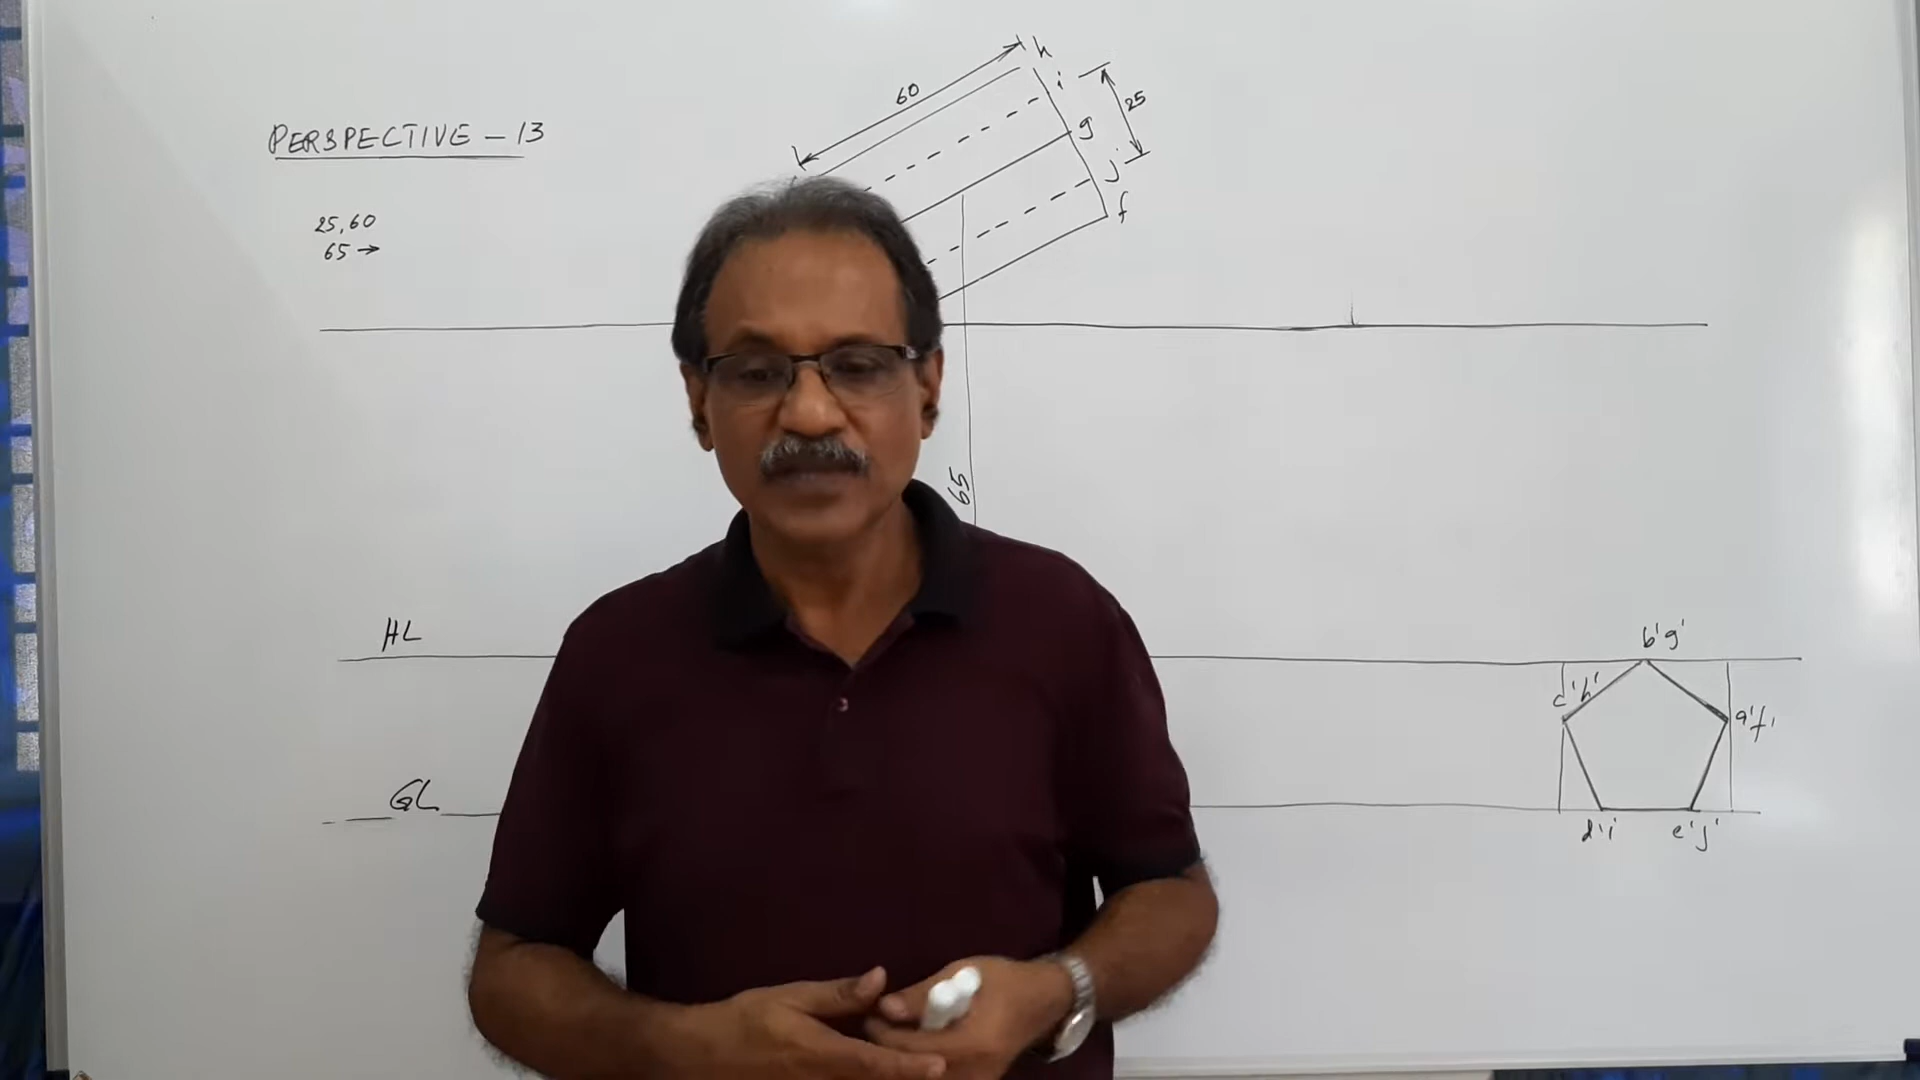 PERSPECTIVE – 13
25,60
65 →
60
h
i
25
g
j
f
65
HL
GL
b'g'
c'h'
a'f'
d'i'
e'j'